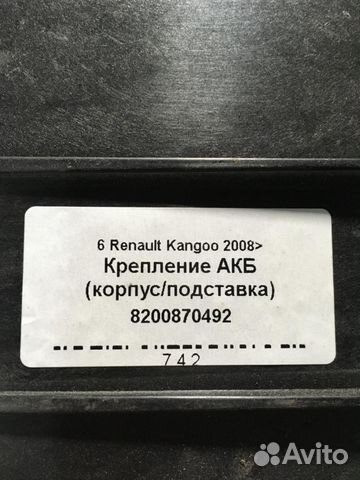 6 Renault Kangoo 2008>
Крепление АКБ
(корпус/подставка)
8200870492
742
Avito